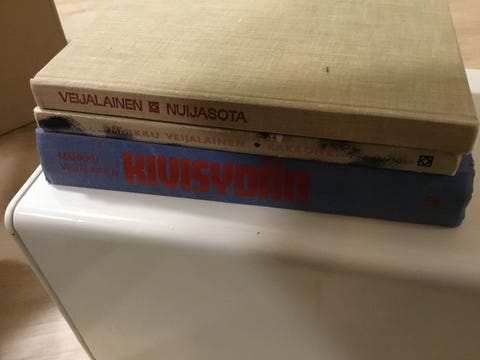 VEIJALAINEN NUIJASOTA
MARKKU VEIJALAINEN
MARKKU
VEIJALAINEN
KIVISYDÄN